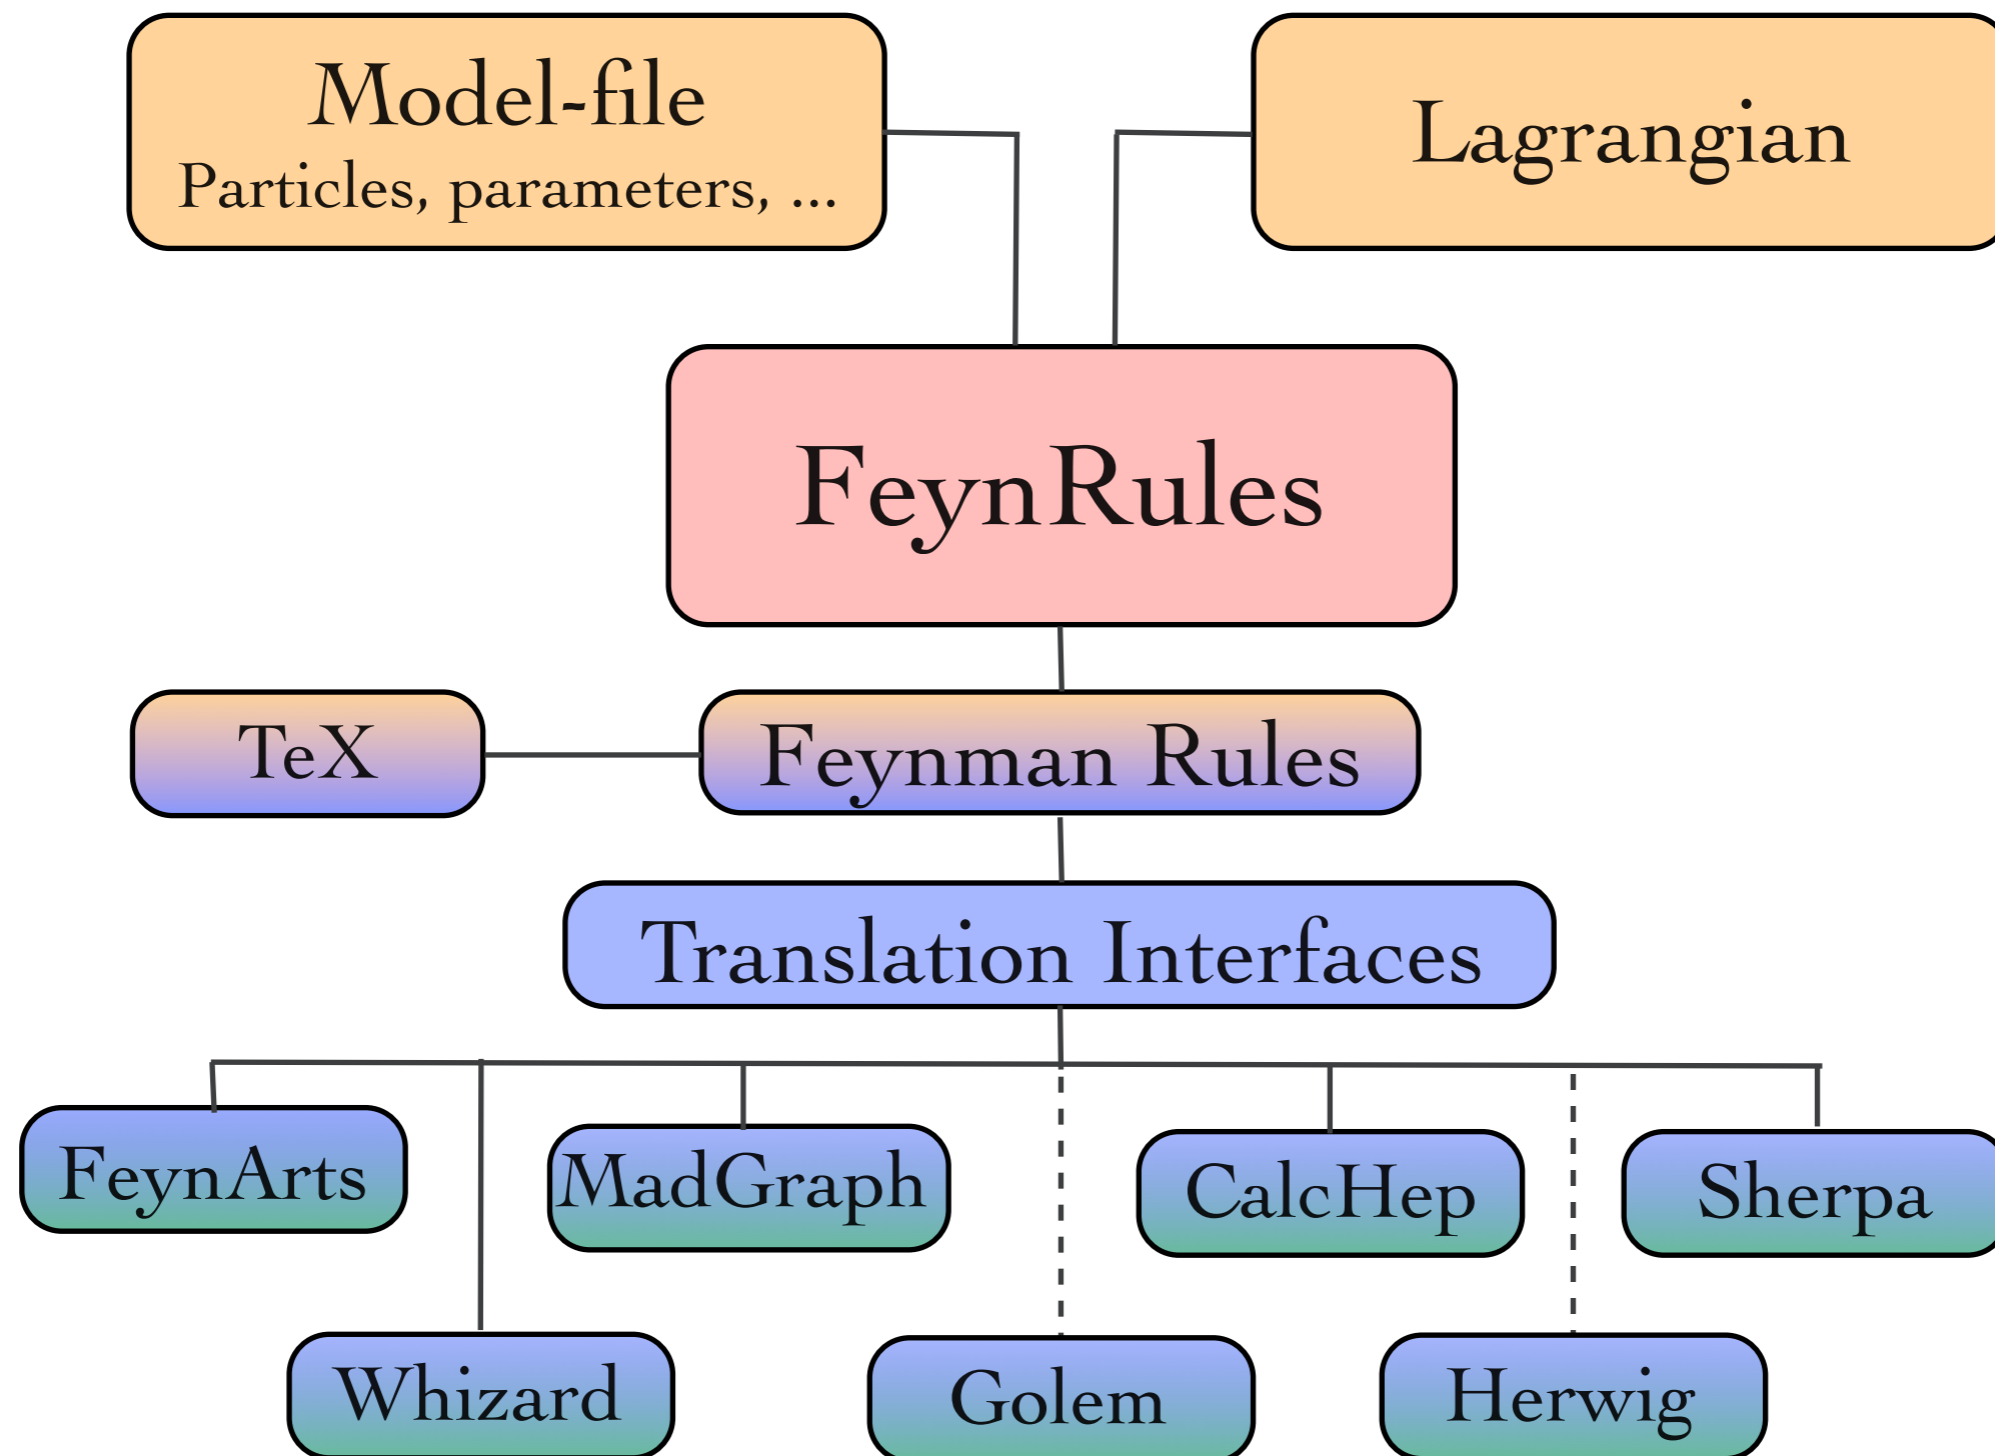 Model-file
Particles, parameters, ...
Lagrangian
FeynRules
TeX
Feynman Rules
Translation Interfaces
FeynArts
MadGraph
CalcHep
Sherpa
Whizard
Golem
Herwig